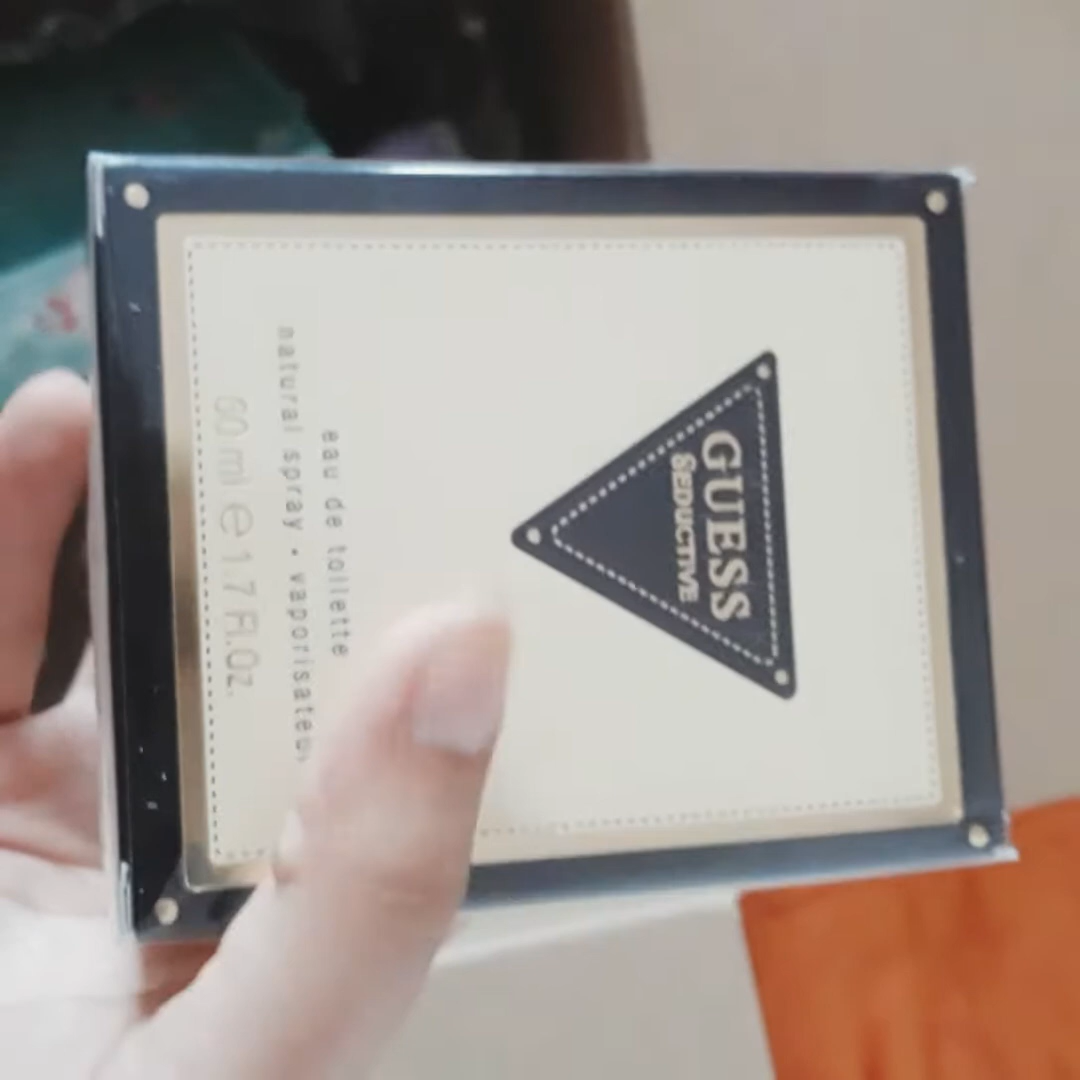 GUESS
SEDUCTIVE
eau de toilette
natural spray • vaporisateur
60 ml e 1.7 Fl.Oz.